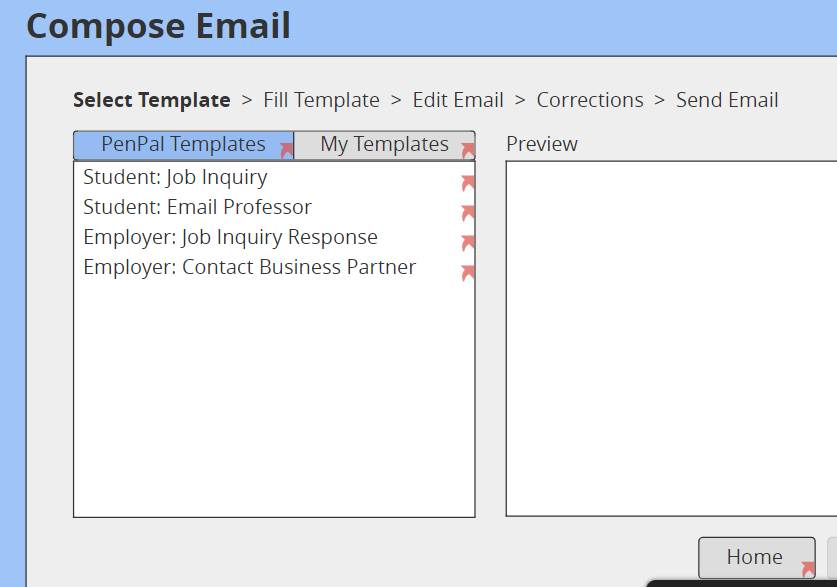 Compose Email
Select Template > Fill Template > Edit Email > Corrections > Send Email
PenPal Templates
My Templates
Preview
Student: Job Inquiry
Student: Email Professor
Employer: Job Inquiry Response
Employer: Contact Business Partner
Home